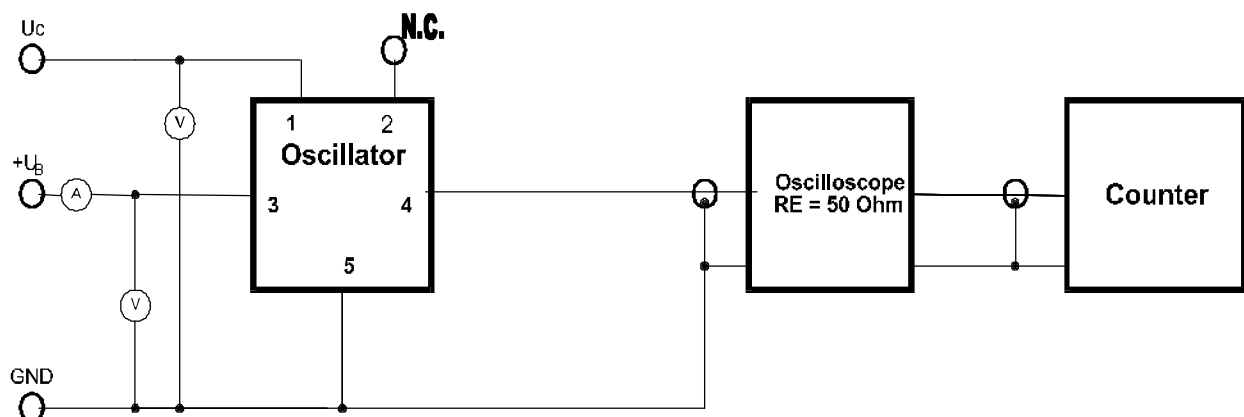 Uc
N.C.
V
1
2
Oscillator
+UB
A
3
4
Oscilloscope
RE = 50 Ohm
Counter
5
V
GND